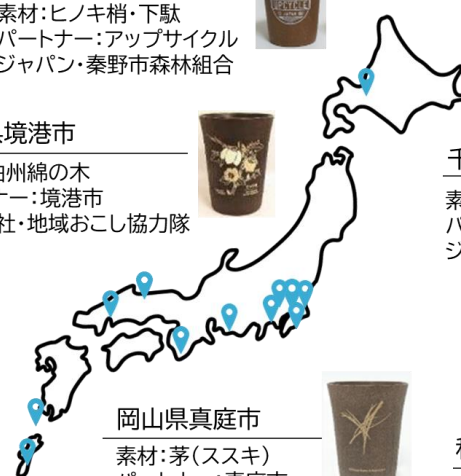 素材：ヒノキ梢・下駄
パートナー：アップサイクル
ジャパン・秦野市森林組合
UPCYCLE
境港市
州綿の木
ナー：境港市
社・地域おこし協力隊
岡山県真庭市
素材：茅（ススキ）